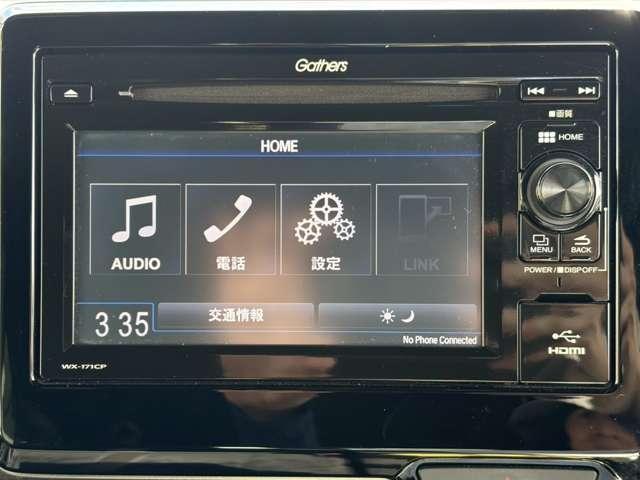 Gathers
■画質
HOME
HOME
AUDIO
電話
設定
LINK
MENU
BACK
POWER/■DISP OFF
3 35
交通情報
No Phone Connected
HDMI
WX-171CP